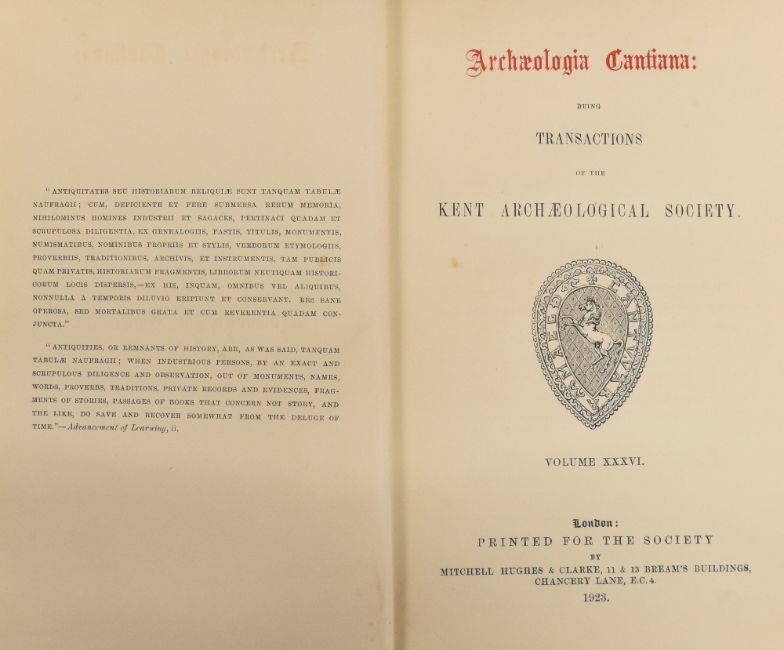 "ANTIQUITATES SEU HISTORIARUM RELIQUIÆ SUNT TANQUAM TABULÆ
NAUFRAGII; CUM, DEFICIENTE ET FERE SUBMERSA RERUM MEMORIA,
NIHILOMINUS HOMINES INDUSTRII ET SAGACES, PERTINACI QUADAM ET
SCRUPULOSA DILIGENTIA, EX GENEALOGIIS, FASTIS, TITULIS, MONUMENTIS,
NUMISMATIBUS, NOMINIBUS PROPRIIS ET STYLIS, VERBORUM ETYMOLOGIIS,
PROVERBIIS, TRADITIONIBUS, ARCHIVIS, ET INSTRUMENTIS, TAM PUBLICIS
QUAM PRIVATIS, HISTORIARUM FRAGMENTIS, LIBRORUM NEUTIQUAM HISTORI-
CORUM LOCIS DISPERSIS,—EX HIS, INQUAM, OMNIBUS VEL ALIQUIBUS,
NONNULLA A TEMPORIS DILUVIO ERIPIUNT ET CONSERVANT. RES SANE
OPEROSA, SED MORTALIBUS GRATA ET CUM REVERENTIA QUADAM CON-
JUNCTA."
"ANTIQUITIES, OR REMNANTS OF HISTORY, ARE, AS WAS SAID, TANQUAM
TABULÆ NAUFRAGII; WHEN INDUSTRIOUS PERSONS, BY AN EXACT AND
SCRUPULOUS DILIGENCE AND OBSERVATION, OUT OF MONUMENTS, NAMES,
WORDS, PROVERBS, TRADITIONS, PRIVATE RECORDS AND EVIDENCES, FRAG-
MENTS OF STORIES, PASSAGES OF BOOKS THAT CONCERN NOT STORY, AND
THE LIKE, DO SAVE AND RECOVER SOMEWHAT FROM THE DELUGE OF
TIME."—Advancement of Learning, ii.
Archæologia Cantiana:
BEING
TRANSACTIONS
OF THE
KENT ARCHÆOLOGICAL SOCIETY.
VOLUME XXXVI.
London:
PRINTED FOR THE SOCIETY
BY
MITCHELL HUGHES & CLARKE, 11 & 13 BREAM'S BUILDINGS,
CHANCERY LANE, E.C. 4.
1923.